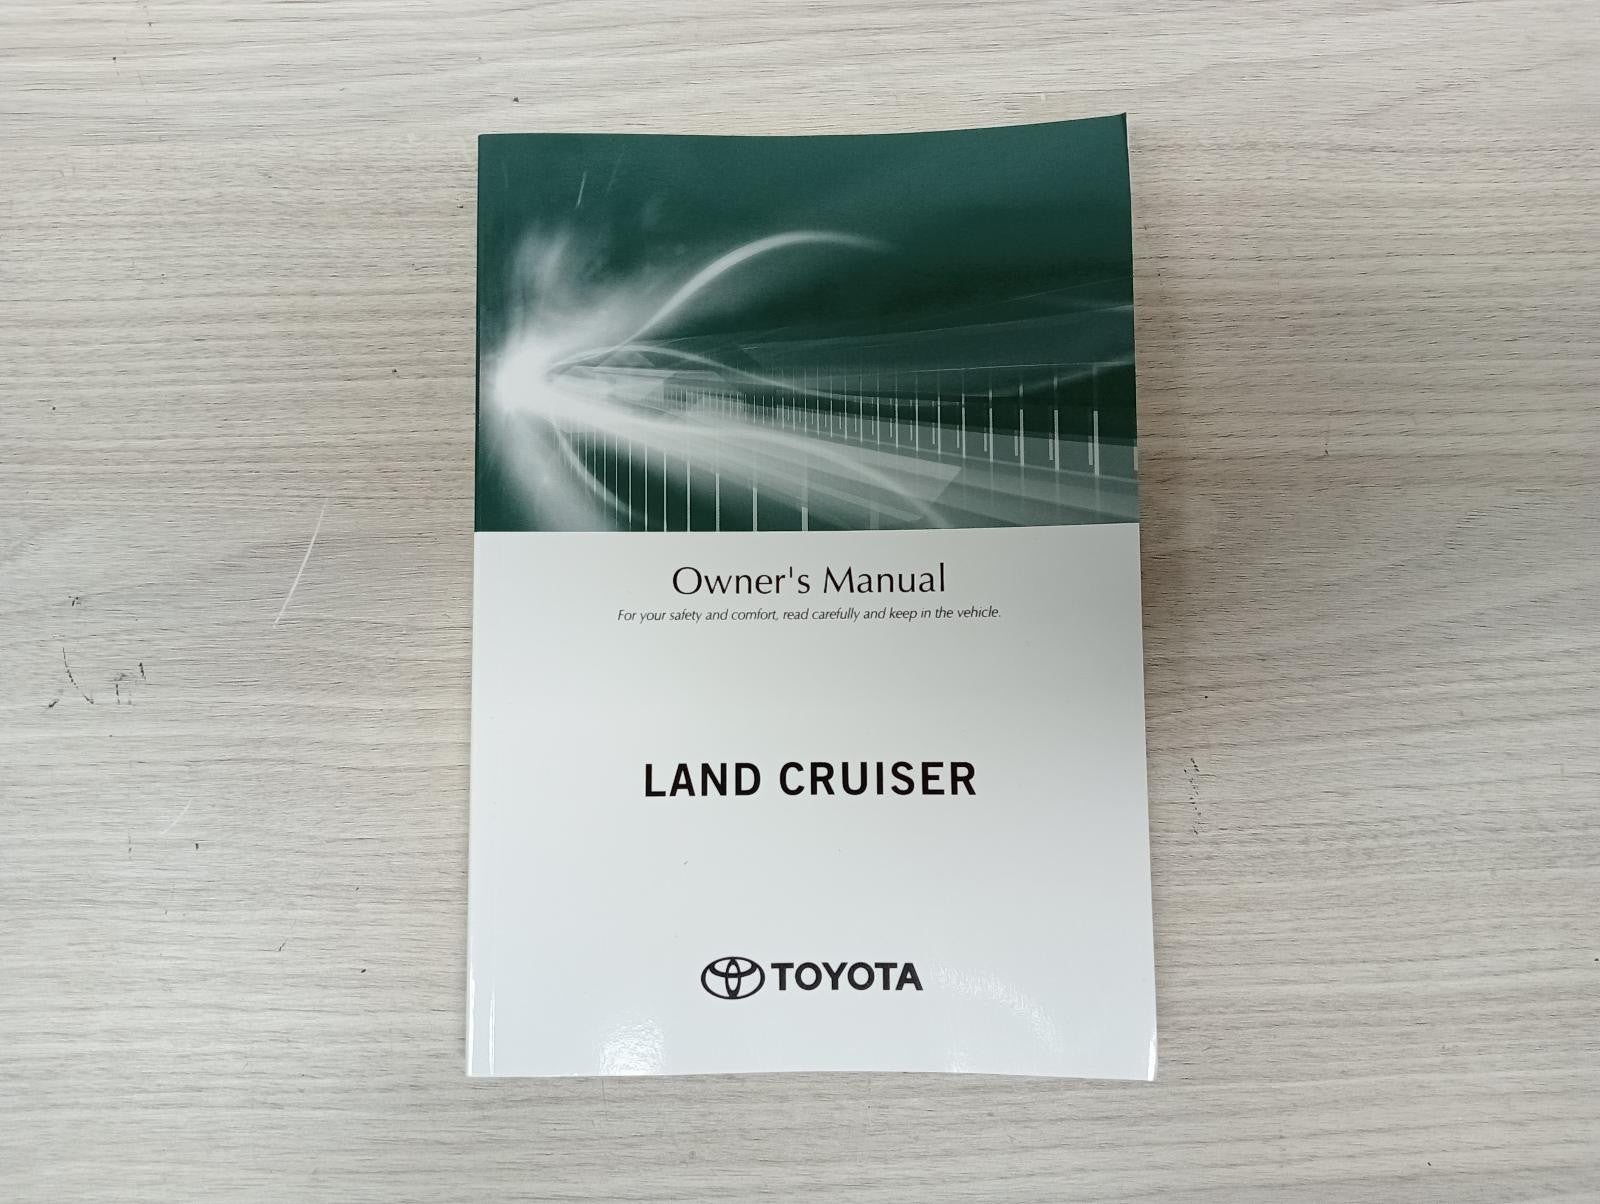 Owner's Manual
For your safety and comfort, read carefully and keep in the vehicle.
LAND CRUISER
TOYOTA